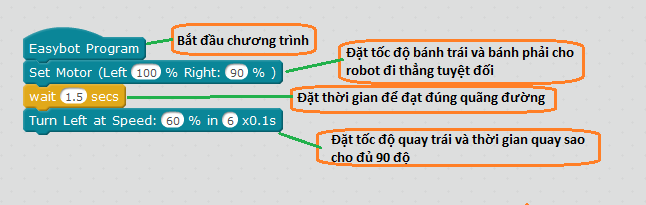 Easybot Program
Bắt đầu chương trình
Set Motor (Left 100 % Right: 90 % )
Đặt tốc độ bánh trái và bánh phải cho
robot đi thẳng tuyệt đối
wait 1.5 secs
Đặt thời gian để đạt đúng quãng đường
Turn Left at Speed: 60 % in 6 x0.1s
Đặt tốc độ quay trái và thời gian quay sao
cho đủ 90 độ